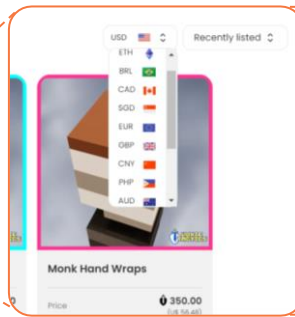 USD
Recently listed
ETH
BRL
CAD
SGD
EUR
GBP
CNY
PHP
AUD
Monk Hand Wraps
Price
350.00